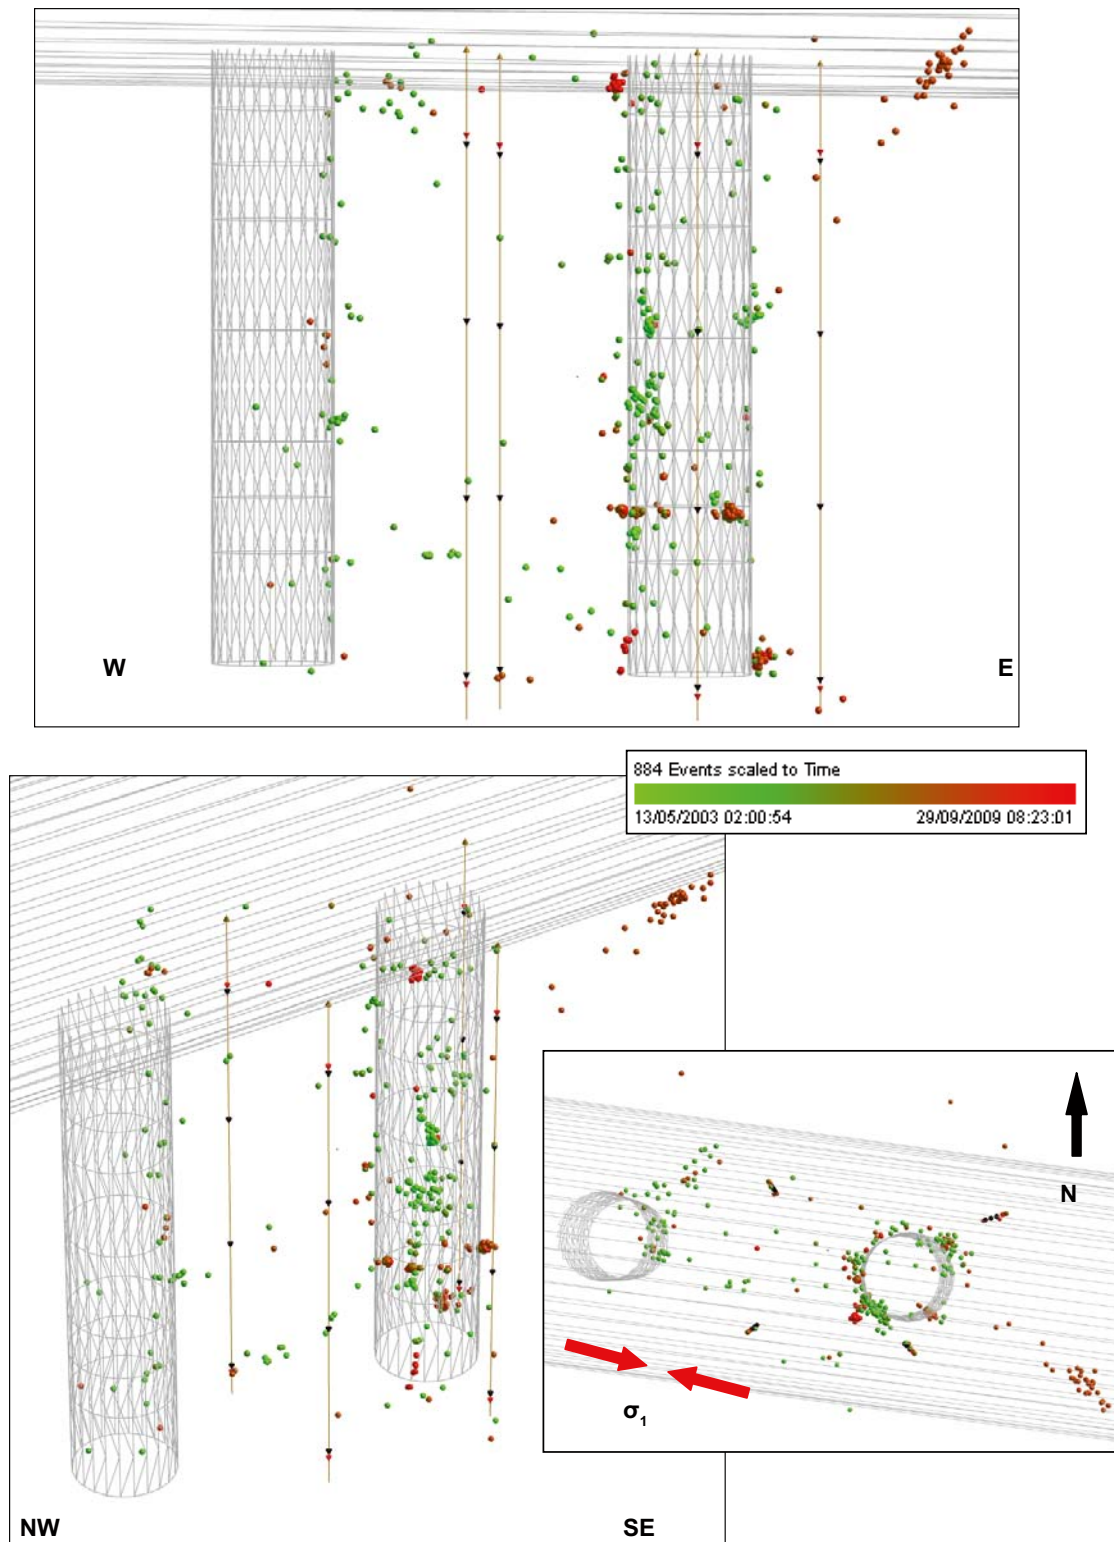 W
E
884 Events scaled to Time
13/05/2003 02:00:54
29/09/2009 08:23:01
N
σ1
NW
SE